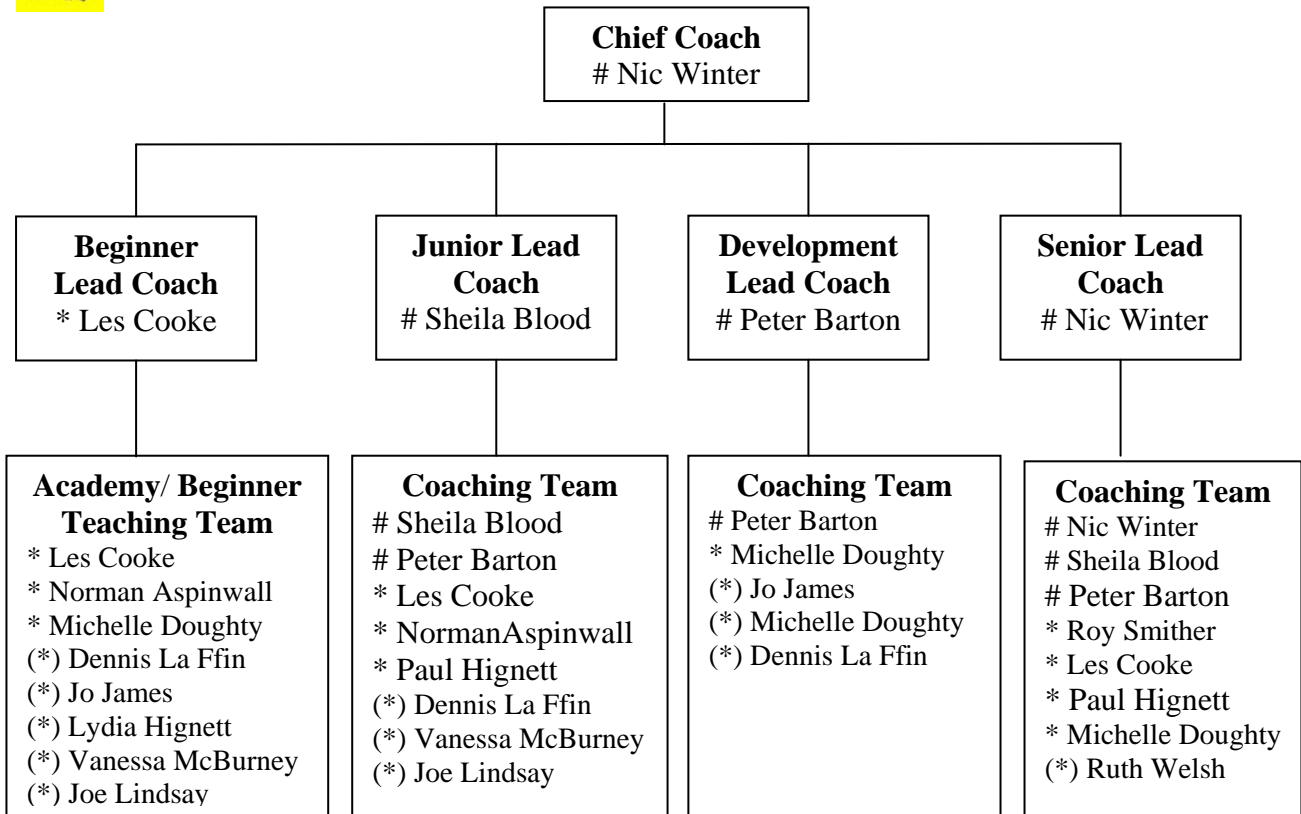 Chief Coach
# Nic Winter
Beginner
Lead Coach
* Les Cooke
Junior Lead
Coach
# Sheila Blood
Development
Lead Coach
# Peter Barton
Senior Lead
Coach
# Nic Winter
Academy/ Beginner
Teaching Team
* Les Cooke
* Norman Aspinwall
* Michelle Doughty
(*) Dennis La Ffin
(*) Jo James
(*) Lydia Hignett
(*) Vanessa McBurney
(*) Joe Lindsay
Coaching Team
# Sheila Blood
# Peter Barton
* Les Cooke
* NormanAspinwall
* Paul Hignett
(*) Dennis La Ffin
(*) Vanessa McBurney
(*) Joe Lindsay
Coaching Team
# Peter Barton
* Michelle Doughty
(*) Jo James
(*) Michelle Doughty
(*) Dennis La Ffin
Coaching Team
# Nic Winter
# Sheila Blood
# Peter Barton
* Roy Smither
* Les Cooke
* Paul Hignett
* Michelle Doughty
(*) Ruth Welsh